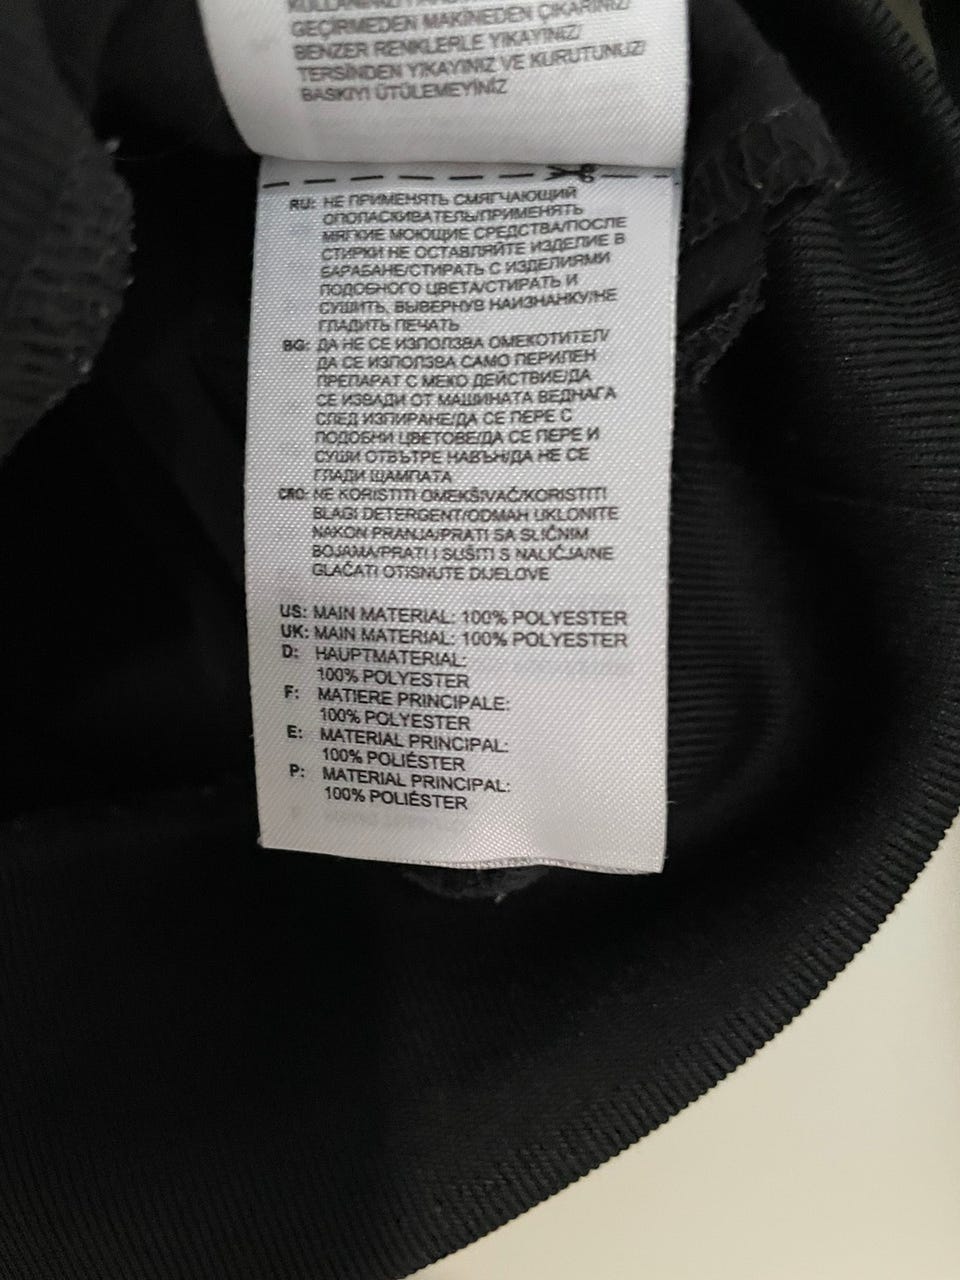 GEÇİRMEDEN MAKİNEDEN ÇIKARINIZ/
BENZER RENKLERLE YIKAYINIZ/
TERSİNDEN YIKAYINIZ VE KURUTUNUZ/
BASKIYI ÜTÜLEMEYİNİZ
RU: НЕ ПРИМЕНЯТЬ СМЯГЧАЮЩИЙ
ОПОЛАСКИВАТЕЛЬ/ПРИМЕНЯТЬ
МЯГКИЕ МОЮЩИЕ СРЕДСТВА/ПОСЛЕ
СТИРКИ НЕ ОСТАВЛЯЙТЕ ИЗДЕЛИЕ В
БАРАБАНЕ/СТИРАТЬ С ИЗДЕЛИЯМИ
ПОДОБНОГО ЦВЕТА/СТИРАТЬ И
СУШИТЬ, ВЫВЕРНУВ НАИЗНАНКУ/НЕ
ГЛАДИТЬ ПЕЧАТЬ
BG: ДА НЕ СЕ ИЗПОЛЗВА ОМЕКОТИТЕЛ/
ДА СЕ ИЗПОЛЗВА САМО ПЕРИЛЕН
ПРЕПАРАТ С МЕКО ДЕЙСТВИЕ/ДА
СЕ ИЗВАДИ ОТ МАШИНАТА ВЕДНАГА
СЛЕД ИЗПИРАНЕ/ДА СЕ ПЕРЕ С
ПОДОБНИ ЦВЕТОВЕ/ДА СЕ ПЕРЕ И
СУШИ ОТВЪТРЕ НАВЪН/ДА НЕ СЕ
ГЛАДИ ЩАМПАТА
CRO: NE KORISTITI OMEKŠIVAČ/KORISTITI
BLAGI DETERGENT/ODMAH UKLONITE
NAKON PRANJA/PRATI SA SLIČNIM
BOJAMA/PRATI I SUŠITI S NALIČJA/NE
GLAČATI OTISNUTE DIJELOVE
US: MAIN MATERIAL: 100% POLYESTER
UK: MAIN MATERIAL: 100% POLYESTER
D: HAUPTMATERIAL:
100% POLYESTER
F: MATIERE PRINCIPALE:
100% POLYESTER
E: MATERIAL PRINCIPAL:
100% POLIÉSTER
P: MATERIAL PRINCIPAL:
100% POLIÉSTER